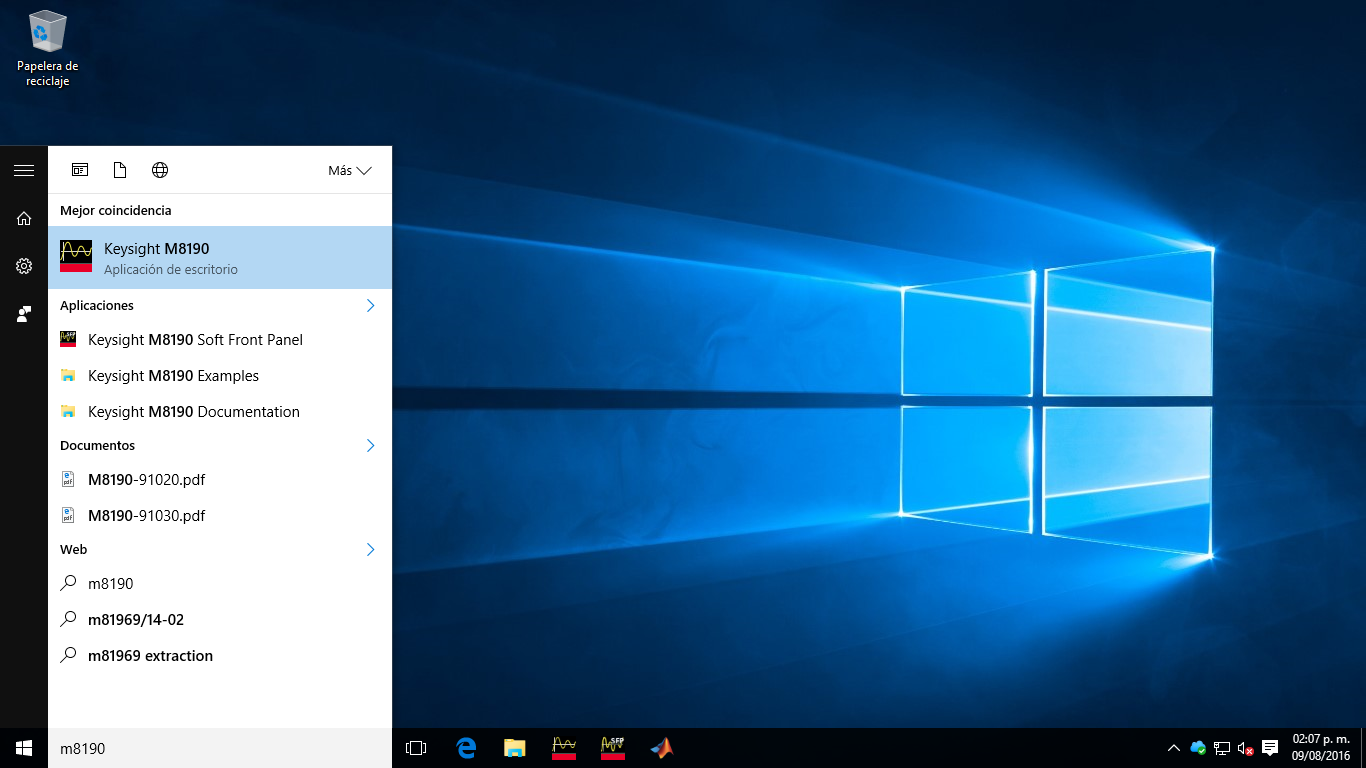 Papelera de
reciclaje
Más
Mejor coincidencia
Keysight M8190
Aplicación de escritorio
Aplicaciones
Keysight M8190 Soft Front Panel
Keysight M8190 Examples
Keysight M8190 Documentation
Documentos
M8190-91020.pdf
M8190-91030.pdf
Web
m8190
m81969/14-02
m81969 extraction
m8190
SFP
02:07 p. m.
09/08/2016